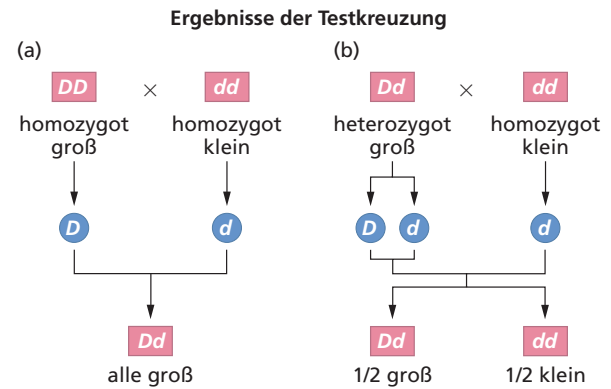 Ergebnisse der Testkreuzung
(a)
DD × dd
homozygot groß
homozygot klein
D d
Dd
alle groß
(b)
Dd × dd
heterozygot groß
homozygot klein
D d d
Dd dd
1/2 groß 1/2 klein